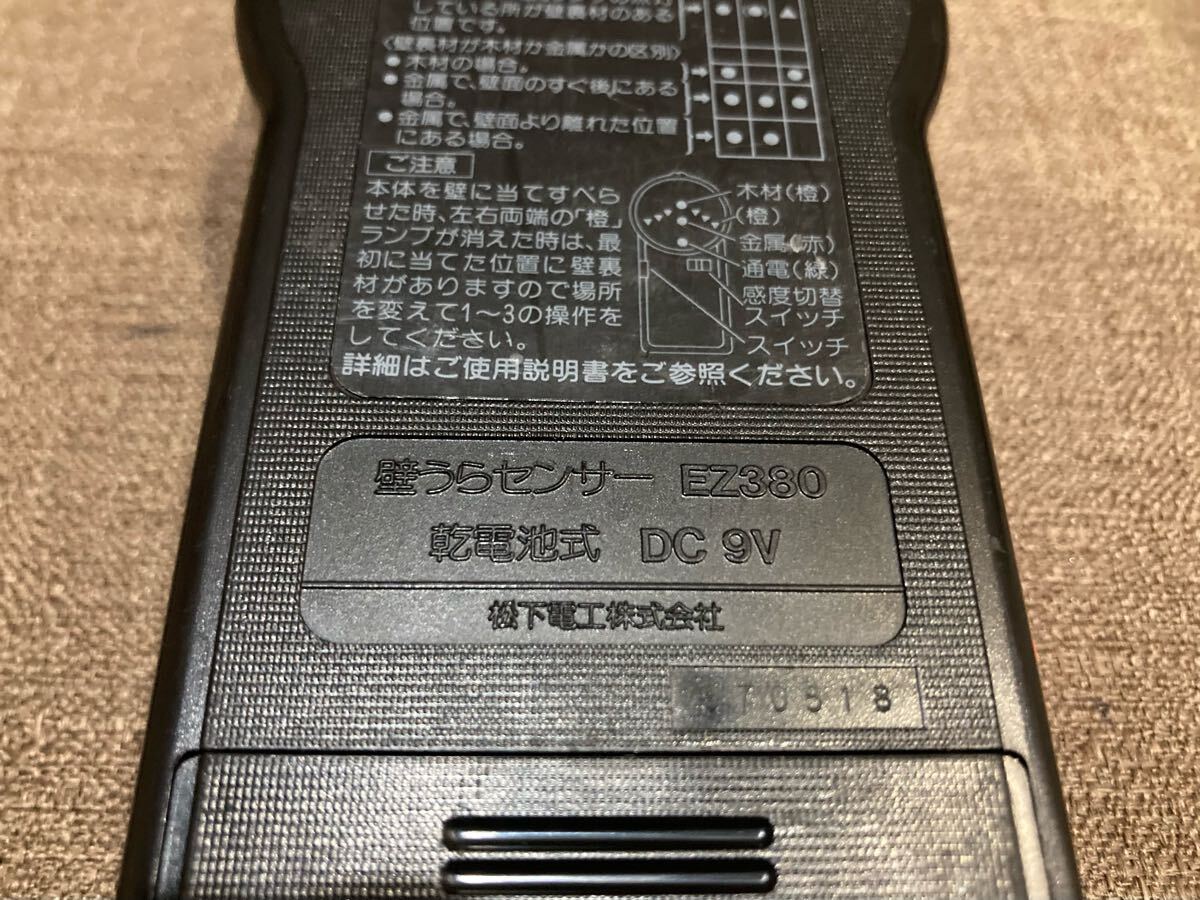 している所が壁裏材のある
位置です。
〈壁裏材が木材か金属かの区別〉
●木材の場合。
●金属で、壁面のすぐ後にある
場合。
●金属で、壁面より離れた位置
にある場合。
ご注意
本体を壁に当てすべら
せた時、左右両端の「橙」
ランプが消えた時は、最
初に当てた位置に壁裏
材がありますので場所
を変えて1〜3の操作を
してください。
木材(橙)
(橙)
金属(赤)
通電(緑)
感度切替
スイッチ
スイッチ
詳細はご使用説明書をご参照ください。
壁うらセンサー EZ380
乾電池式 DC 9V
松下電工株式会社